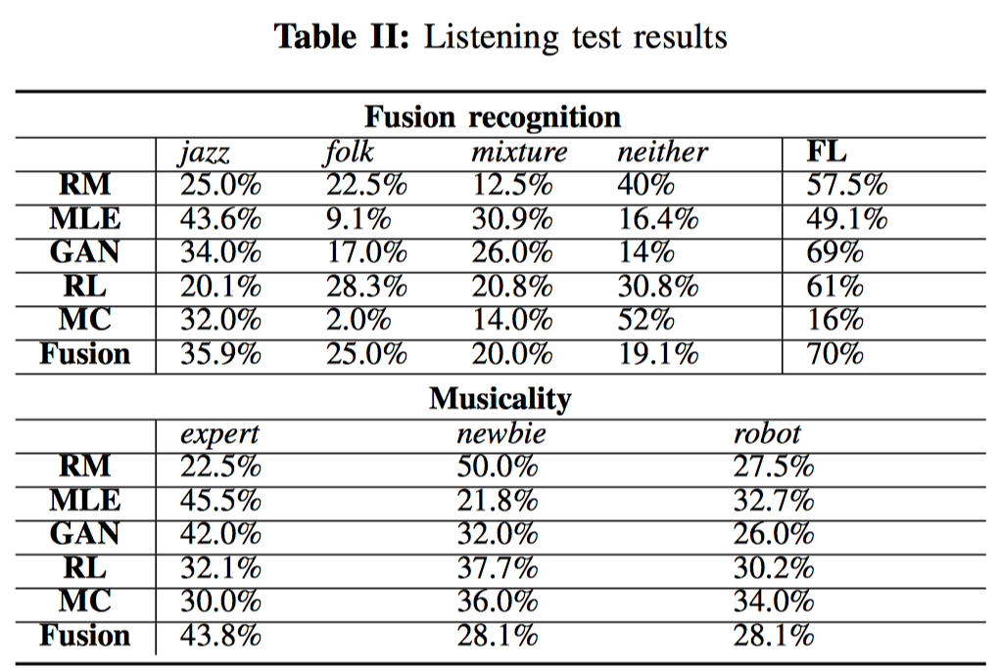 Table II: Listening test results
Fusion recognition
jazz folk mixture neither FL
RM 25.0% 22.5% 12.5% 40% 57.5%
MLE 43.6% 9.1% 30.9% 16.4% 49.1%
GAN 34.0% 17.0% 26.0% 14% 69%
RL 20.1% 28.3% 20.8% 30.8% 61%
MC 32.0% 2.0% 14.0% 52% 16%
Fusion 35.9% 25.0% 20.0% 19.1% 70%
Musicality
expert newbie robot
RM 22.5% 50.0% 27.5%
MLE 45.5% 21.8% 32.7%
GAN 42.0% 32.0% 26.0%
RL 32.1% 37.7% 30.2%
MC 30.0% 36.0% 34.0%
Fusion 43.8% 28.1% 28.1%